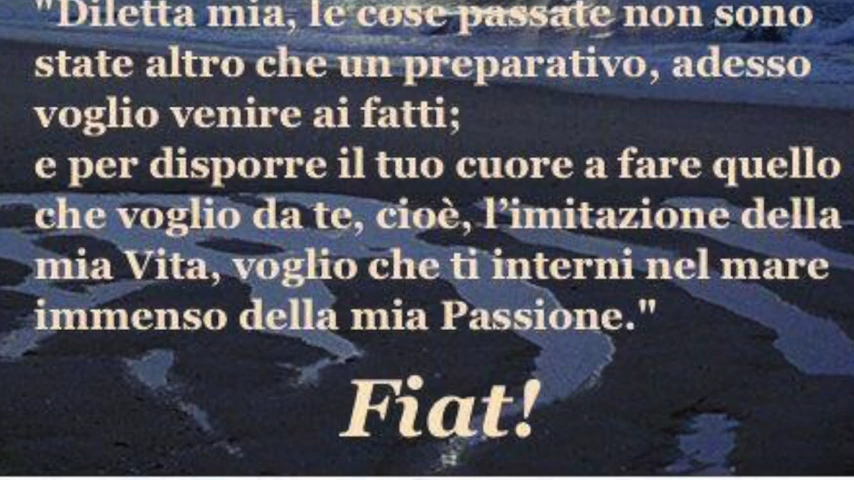 "Diletta mia, le cose passate non sono
state altro che un preparativo, adesso
voglio venire ai fatti;
e per disporre il tuo cuore a fare quello
che voglio da te, cioè, l’imitazione della
mia Vita, voglio che ti interni nel mare
immenso della mia Passione."
Fiat!